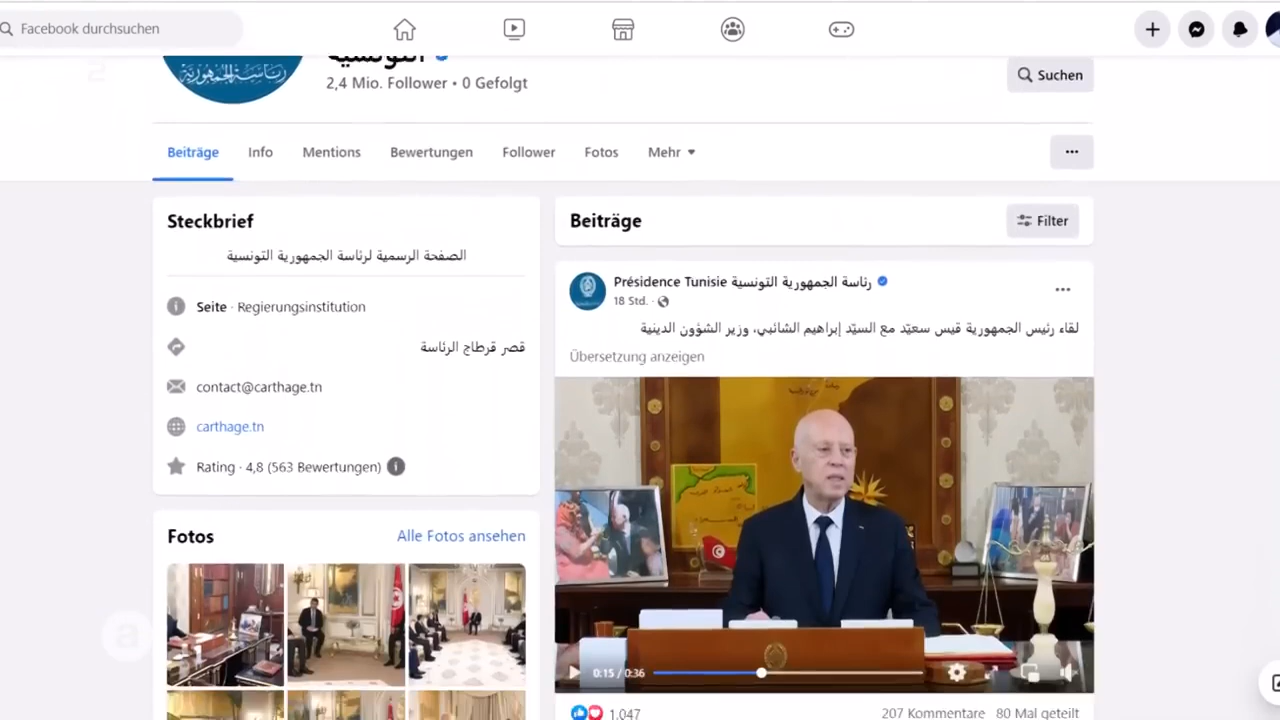 Facebook durchsuchen
التونسية
رئاسة الجمهورية
2,4 Mio. Follower • 0 Gefolgt
Suchen
Beiträge
Info
Mentions
Bewertungen
Follower
Fotos
Mehr
Steckbrief
الصفحة الرسمية لرئاسة الجمهورية التونسية
Seite · Regierungsinstitution
قصر قرطاج الرئاسة
contact@carthage.tn
carthage.tn
Rating · 4,8 (563 Bewertungen)
Fotos
Alle Fotos ansehen
Beiträge
Filter
Présidence Tunisie رئاسة الجمهورية التونسية
18 Std. ·
لقاء رئيس الجمهورية قيس سعيّد مع السيّد إبراهيم الشائبي، وزير الشؤون الدينية
Übersetzung anzeigen
0:15 / 0:36
1.047
207 Kommentare
80 Mal geteilt